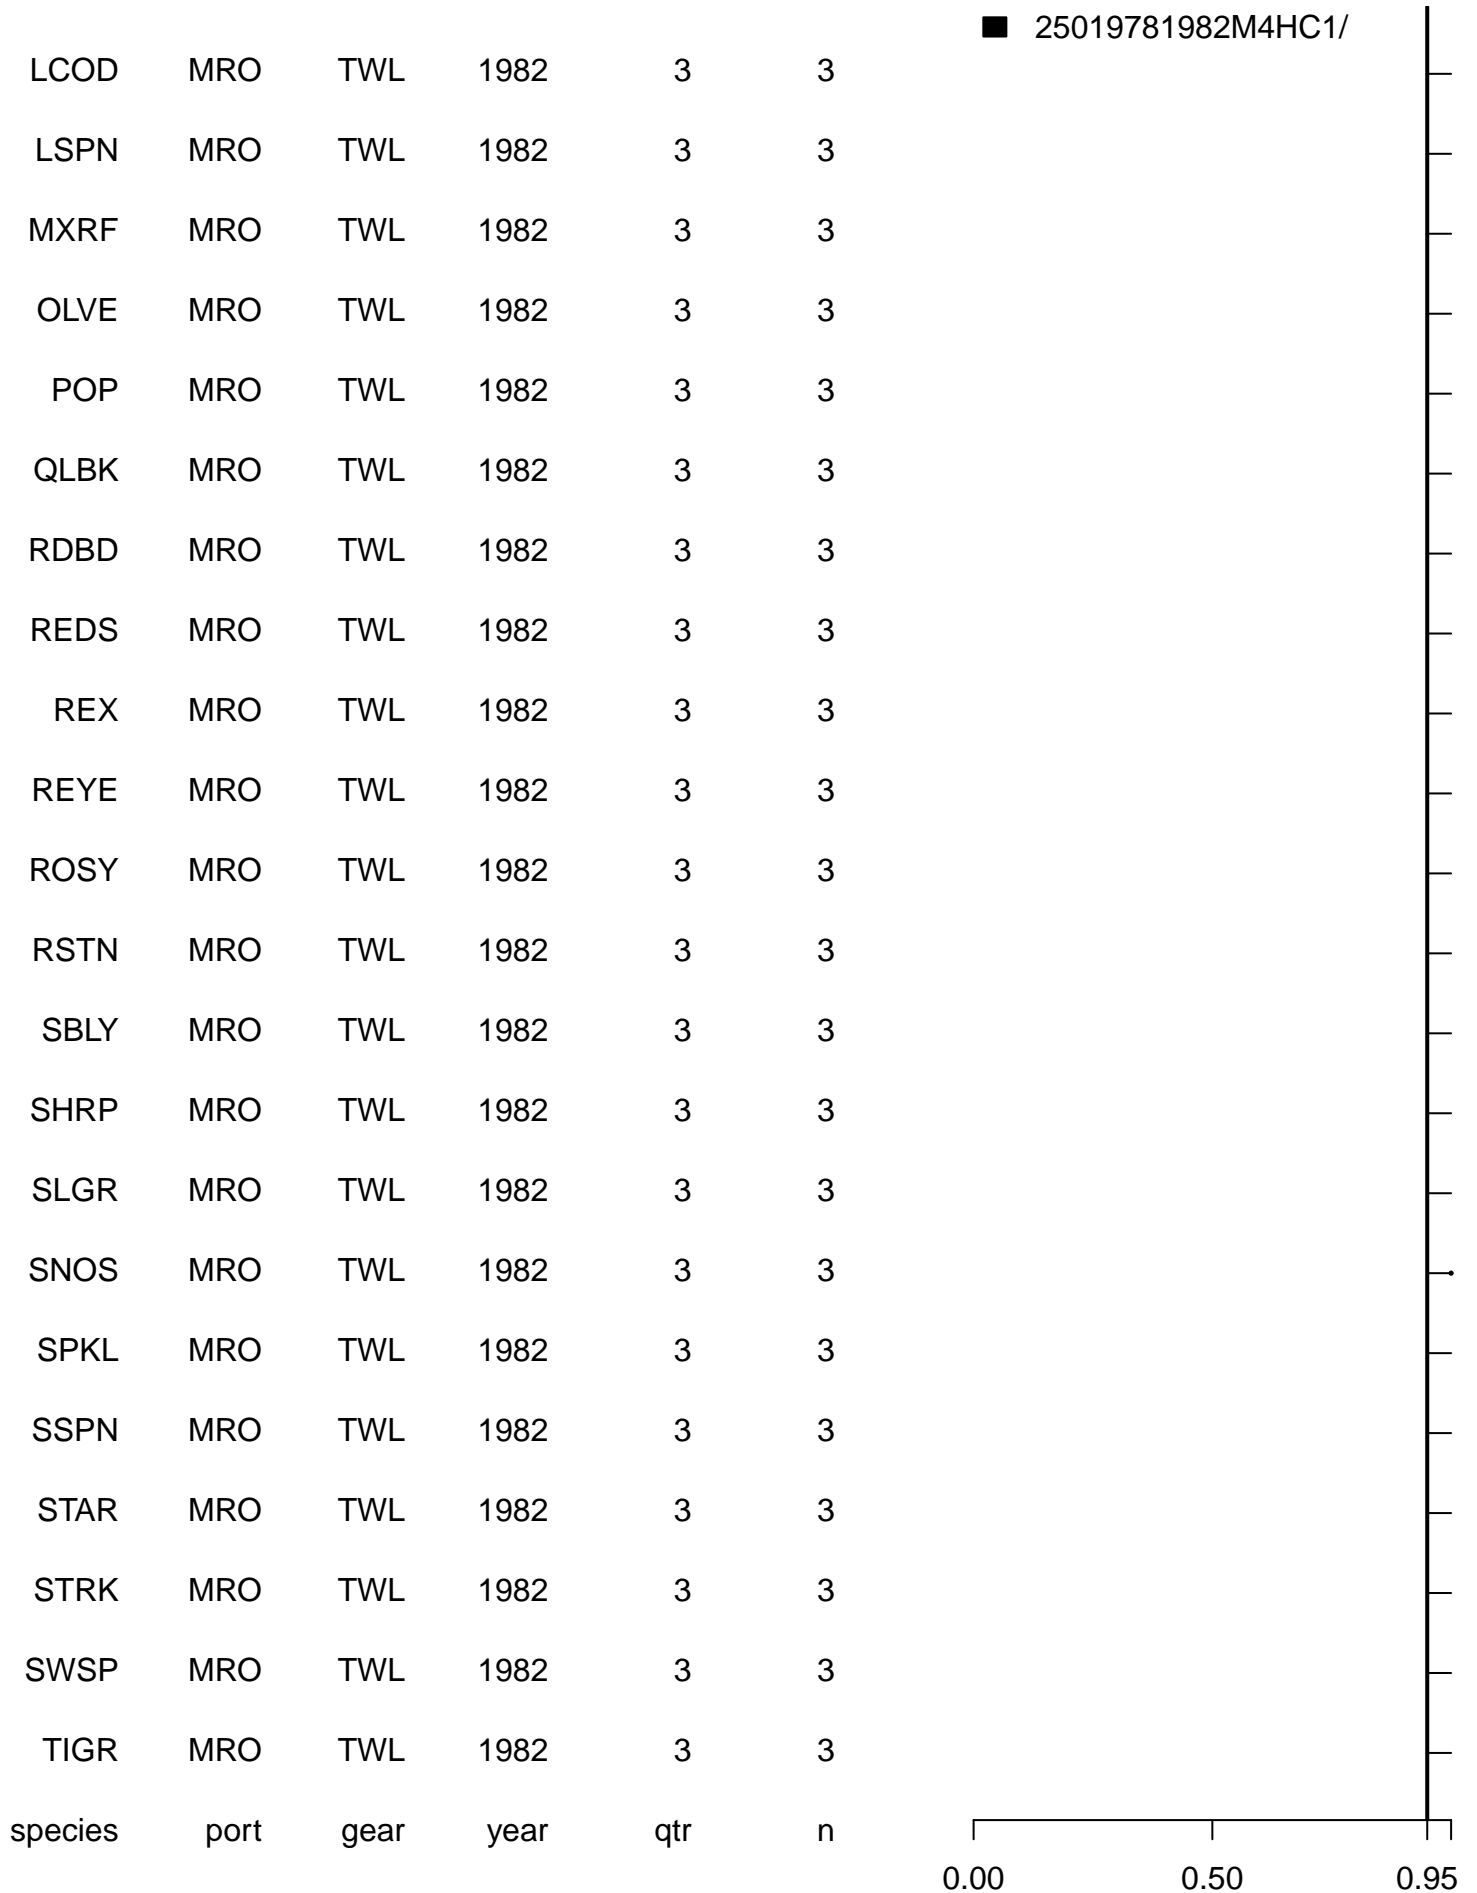 25019781982M4HC1/
LCOD MRO TWL 1982 3 3
LSPN MRO TWL 1982 3 3
MXRF MRO TWL 1982 3 3
OLVE MRO TWL 1982 3 3
POP MRO TWL 1982 3 3
QLBK MRO TWL 1982 3 3
RDBD MRO TWL 1982 3 3
REDS MRO TWL 1982 3 3
REX MRO TWL 1982 3 3
REYE MRO TWL 1982 3 3
ROSY MRO TWL 1982 3 3
RSTN MRO TWL 1982 3 3
SBLY MRO TWL 1982 3 3
SHRP MRO TWL 1982 3 3
SLGR MRO TWL 1982 3 3
SNOS MRO TWL 1982 3 3
SPKL MRO TWL 1982 3 3
SSPN MRO TWL 1982 3 3
STAR MRO TWL 1982 3 3
STRK MRO TWL 1982 3 3
SWSP MRO TWL 1982 3 3
TIGR MRO TWL 1982 3 3
species port gear year qtr n
0.00 0.50 0.95